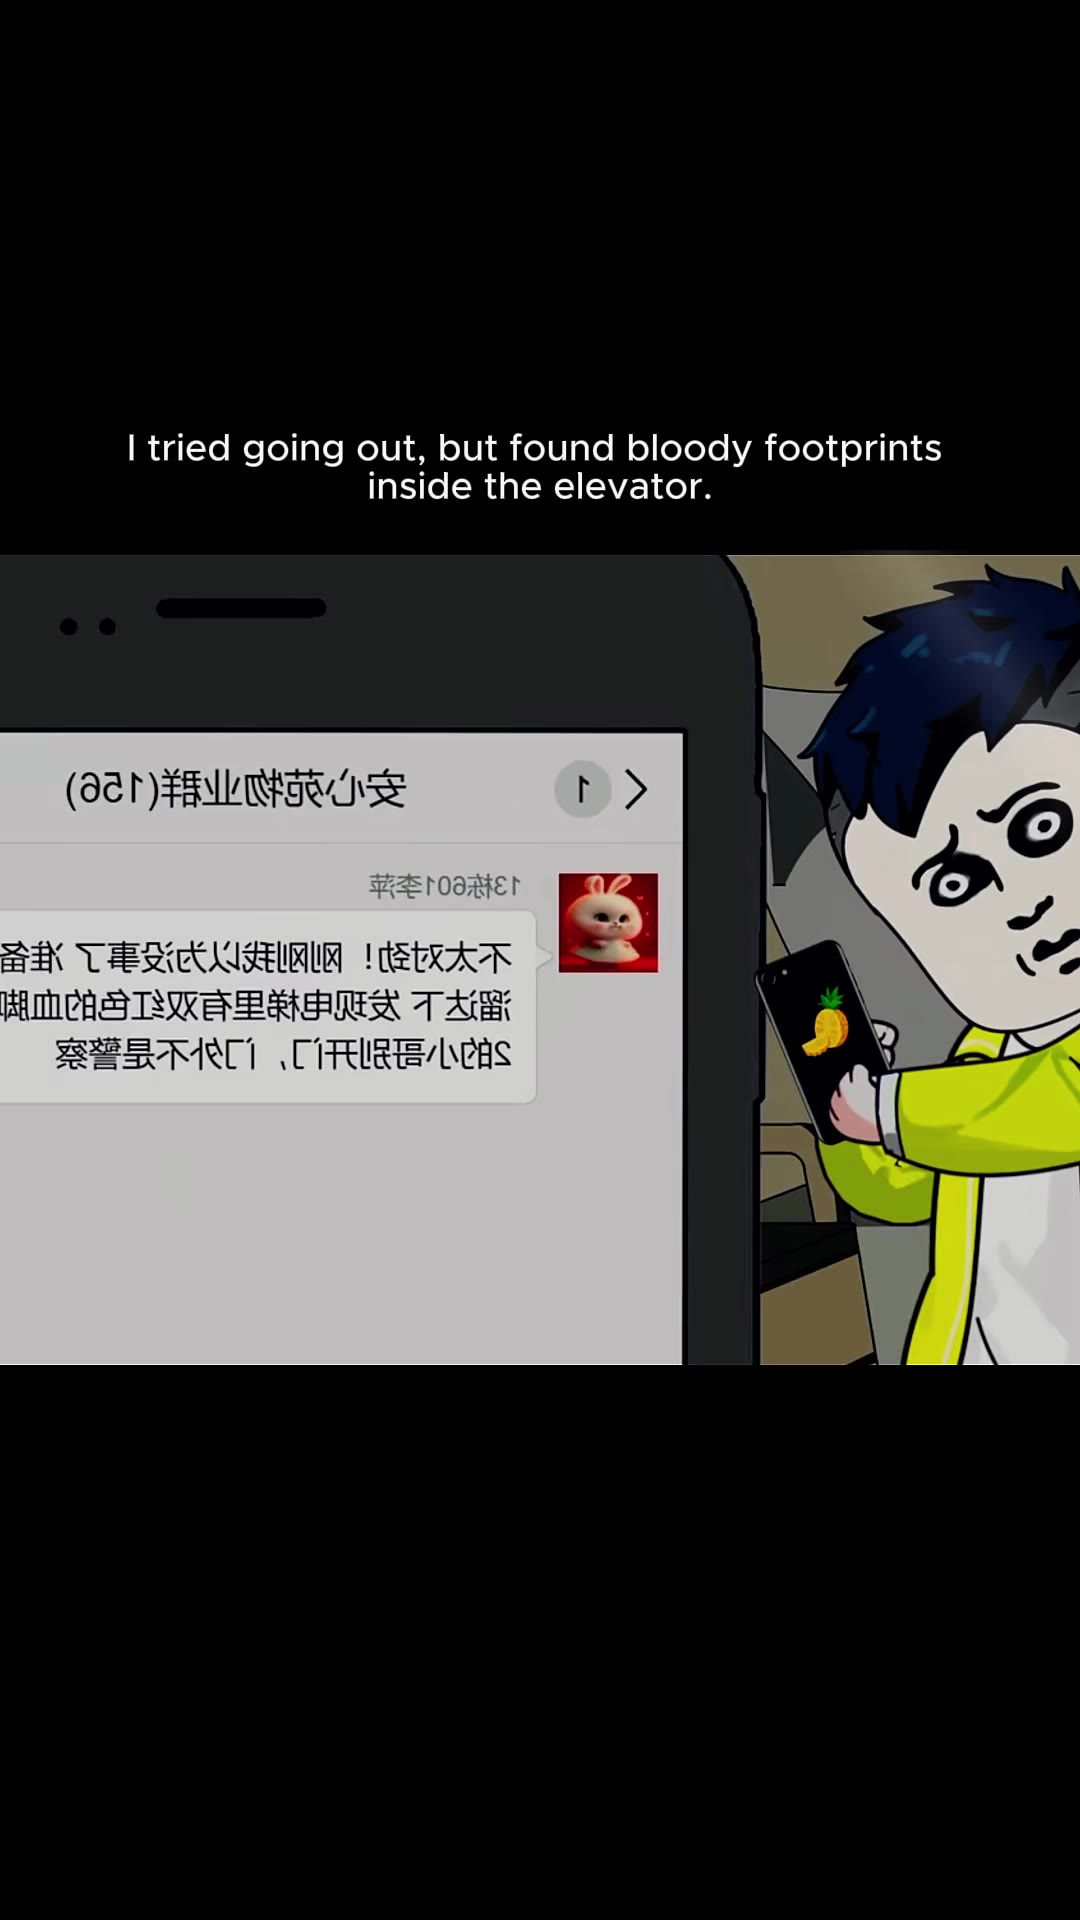 I tried going out, but found bloody footprints
inside the elevator.
安心苑物业群(156)
1
13栋601李萍
不太对劲！刚刚我以为没事了 准备
溜达下 发现电梯里有双红色的血脚
2的小哥别开门，门外不是警察